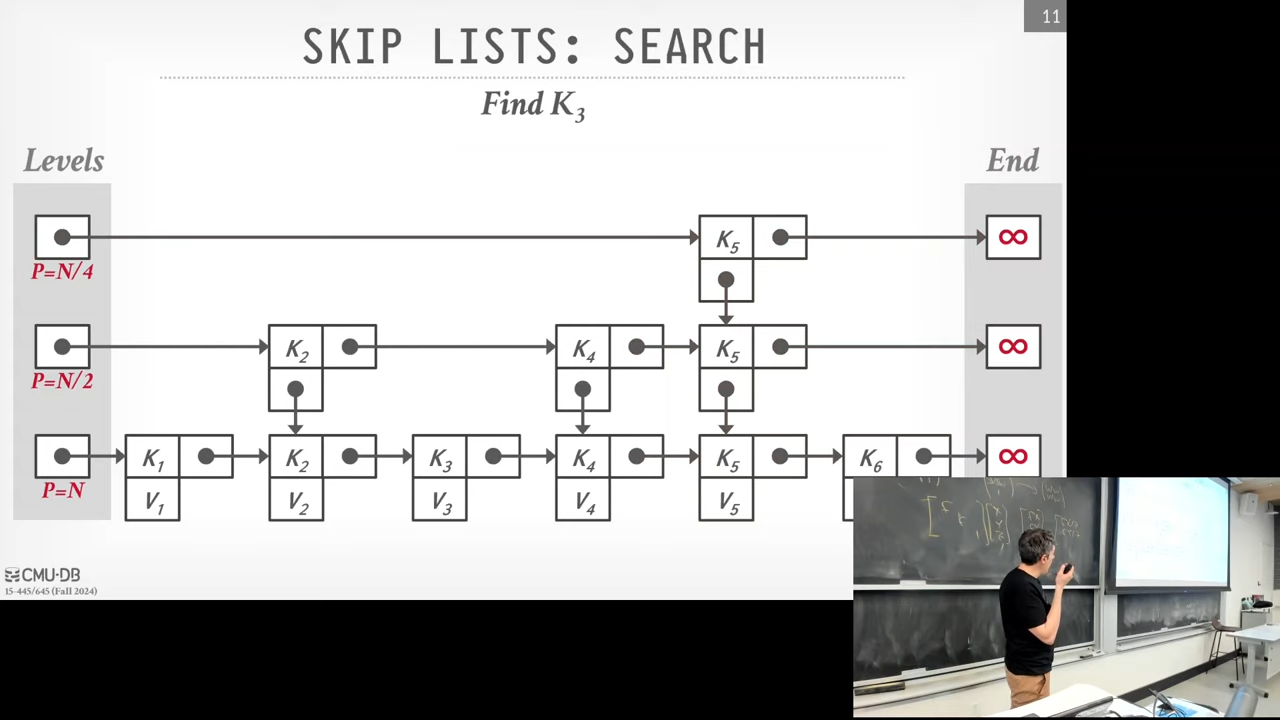 11
SKIP LISTS: SEARCH
Find K3
Levels
End
K5
∞
P=N/4
K2
K4
K5
∞
P=N/2
K1
K2
K3
K4
K5
K6
∞
P=N
V1
V2
V3
V4
V5
CMU·DB
15-445/645 (Fall 2024)